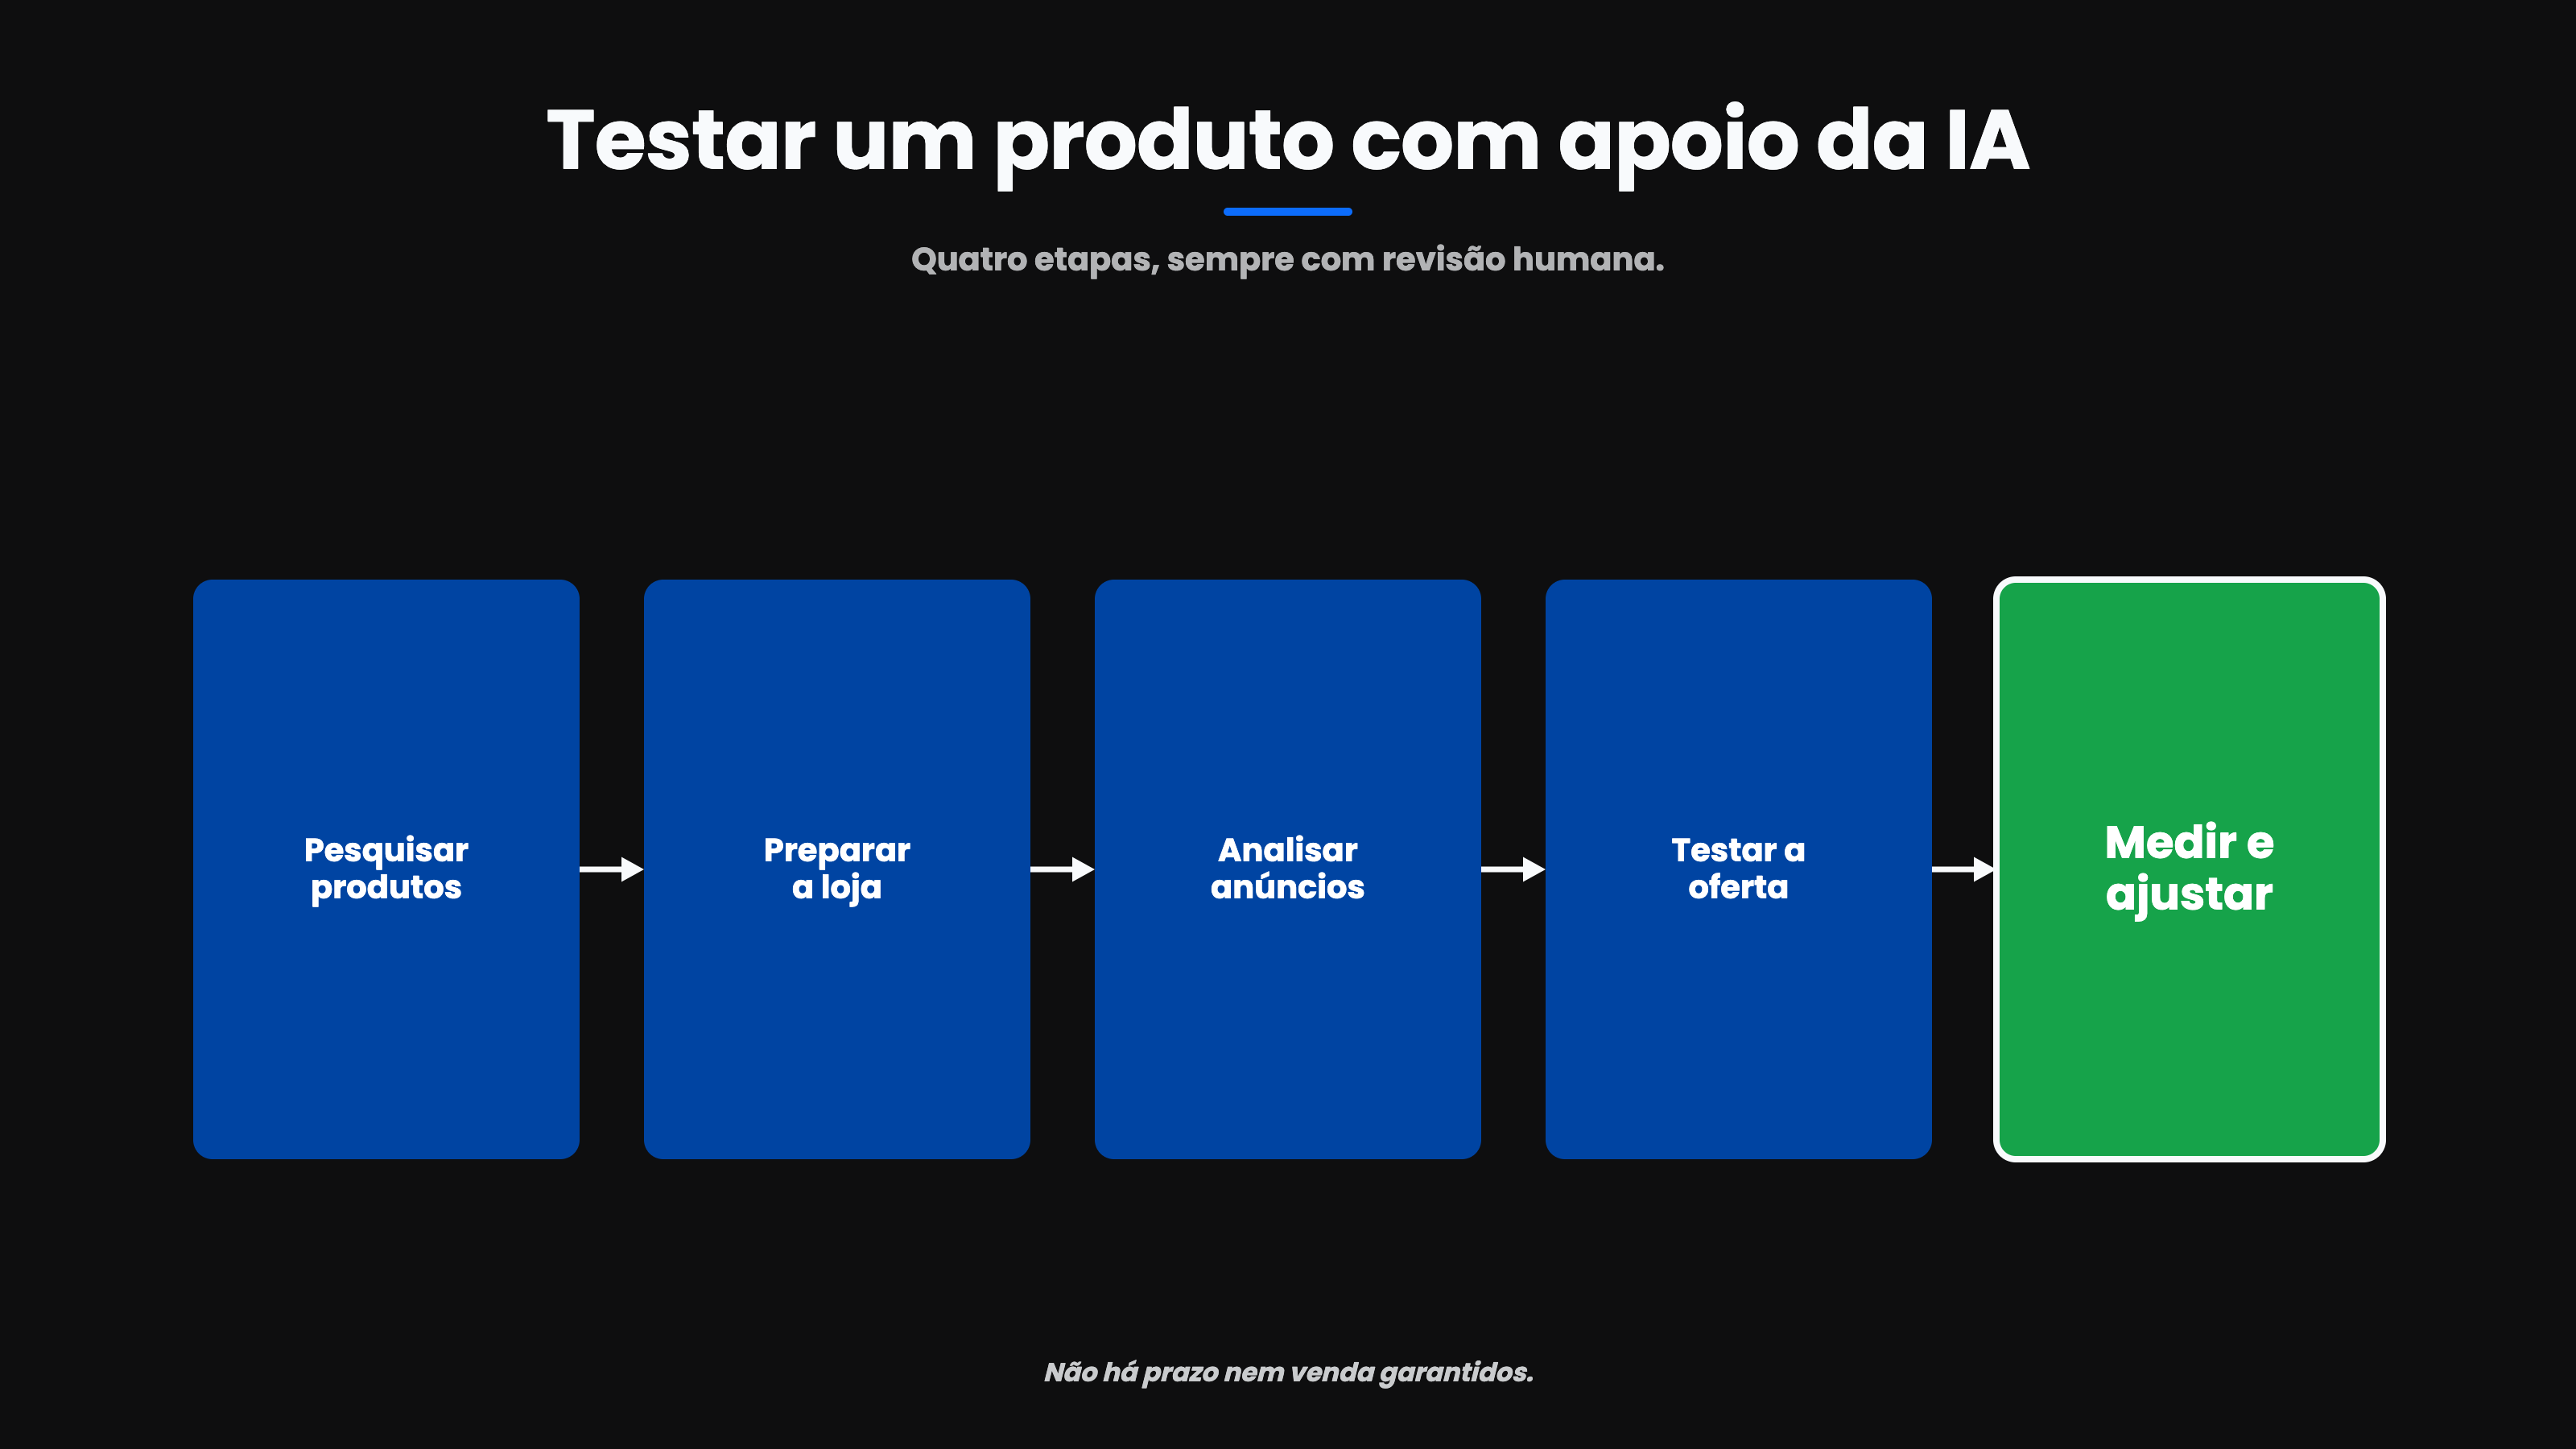 Testar um produto com apoio da IA
Quatro etapas, sempre com revisão humana.
Pesquisar
produtos
Preparar
a loja
Analisar
anúncios
Testar a
oferta
Medir e
ajustar
Não há prazo nem venda garantidos.